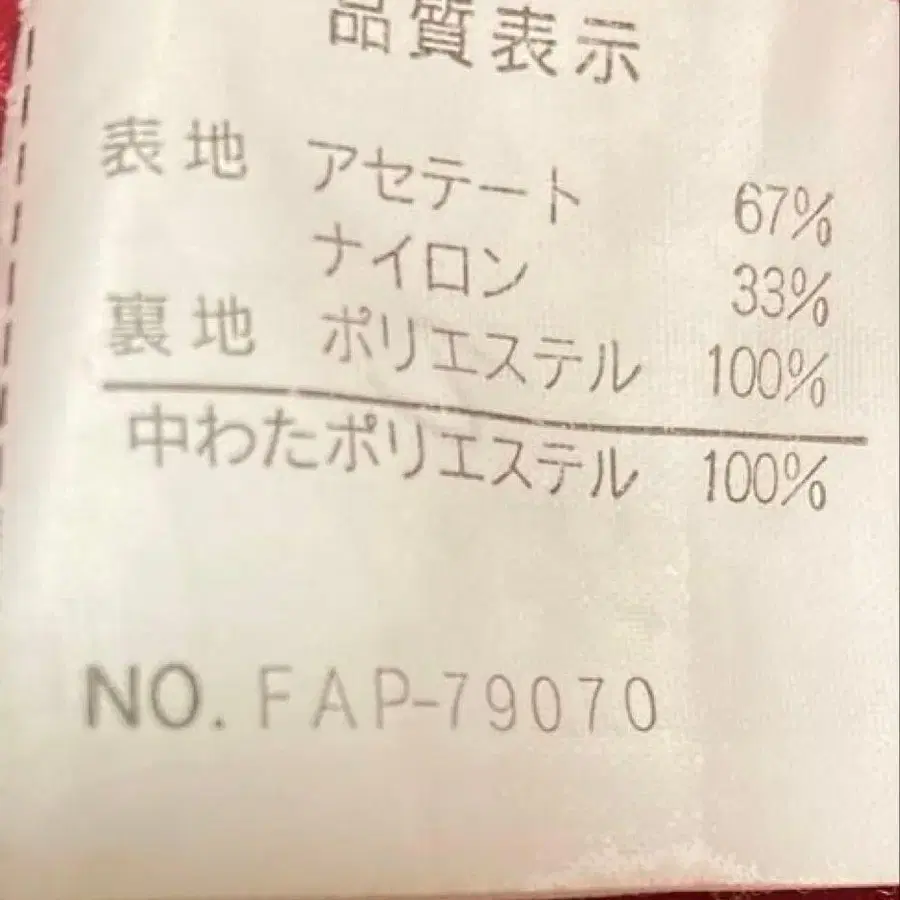 品質表示
表地 アセテート 67%
ナイロン 33%
裏地 ポリエステル 100%
中わたポリエステル 100%
NO. FAP-79070